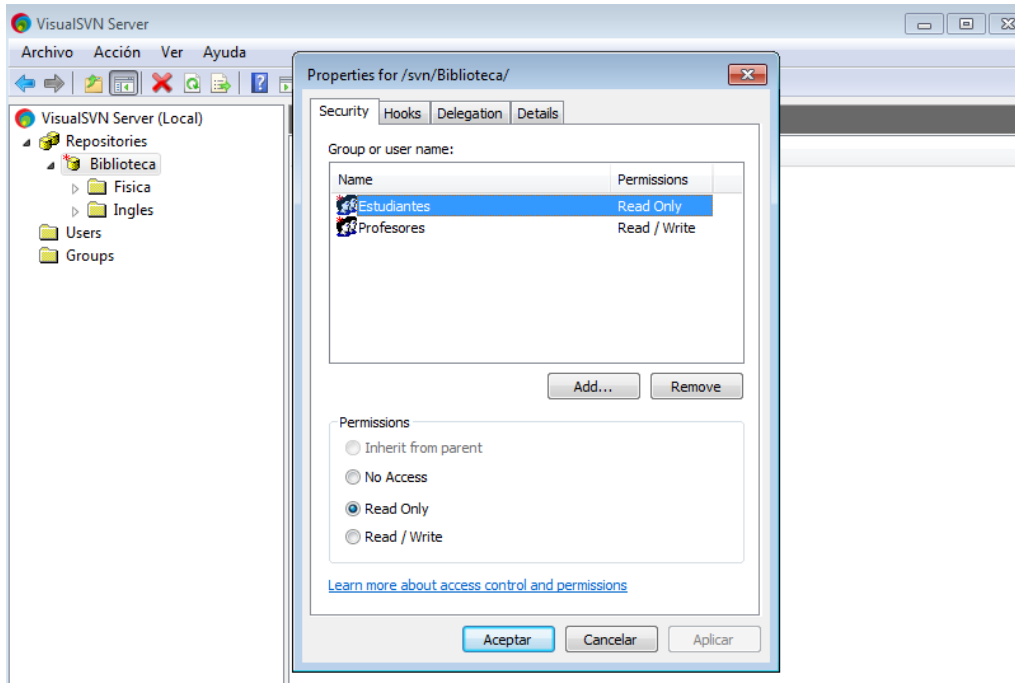 VisualSVN Server
Archivo Acción Ver Ayuda
VisualSVN Server (Local)
Repositories
Biblioteca
Fisica
Ingles
Users
Groups
Properties for /svn/Biblioteca/
Security Hooks Delegation Details
Group or user name:
Name Permissions
Estudiantes Read Only
Profesores Read / Write
Add... Remove
Permissions
Inherit from parent
No Access
Read Only
Read / Write
Learn more about access control and permissions
Aceptar Cancelar Aplicar